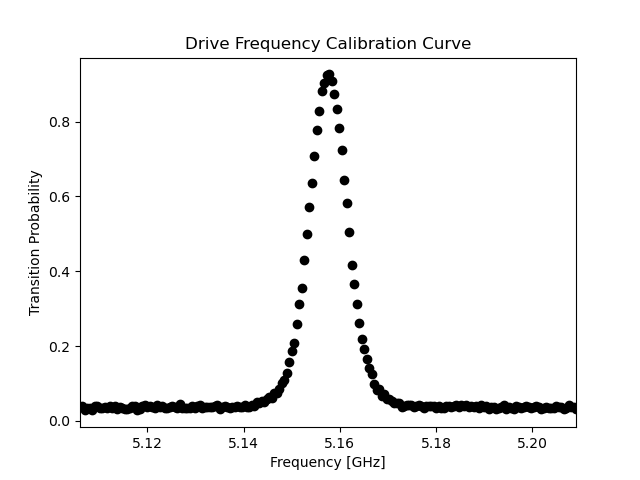 Drive Frequency Calibration Curve
Transition Probability
0.8
0.6
0.4
0.2
0.0
5.12 5.14 5.16 5.18 5.20
Frequency [GHz]